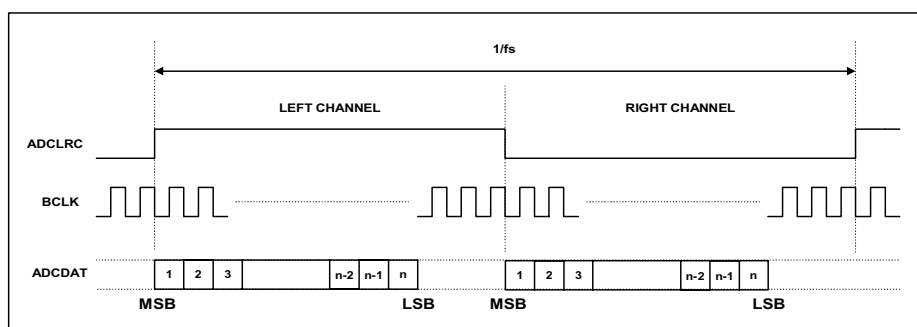 1/fs
LEFT CHANNEL RIGHT CHANNEL
ADCLRC
BCLK
ADCDAT 1 2 3 n-2 n-1 n 1 2 3 n-2 n-1 n
MSB LSB MSB LSB